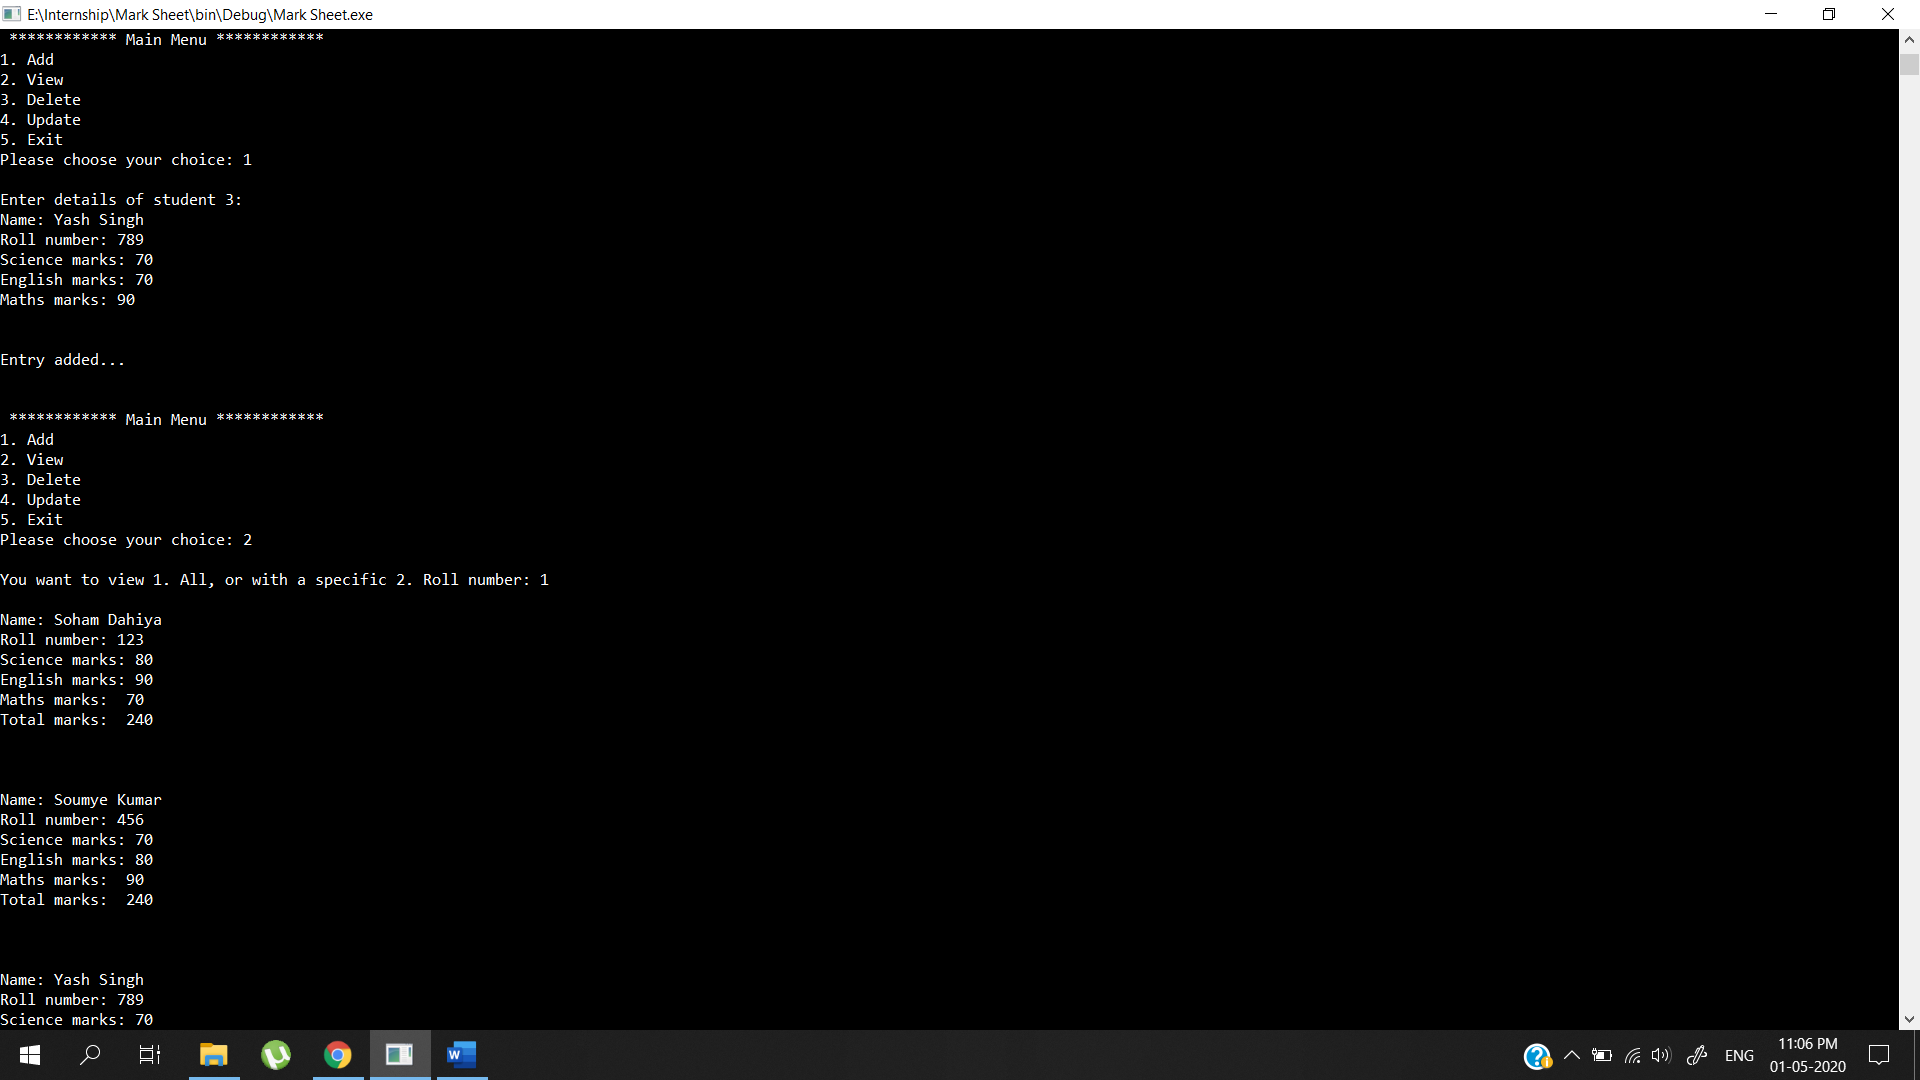 E:\Internship\Mark Sheet\bin\Debug\Mark Sheet.exe
************ Main Menu ************
1. Add
2. View
3. Delete
4. Update
5. Exit
Please choose your choice: 1
Enter details of student 3:
Name: Yash Singh
Roll number: 789
Science marks: 70
English marks: 70
Maths marks: 90
Entry added...
************ Main Menu ************
1. Add
2. View
3. Delete
4. Update
5. Exit
Please choose your choice: 2
You want to view 1. All, or with a specific 2. Roll number: 1
Name: Soham Dahiya
Roll number: 123
Science marks: 80
English marks: 90
Maths marks:  70
Total marks:  240
Name: Soumye Kumar
Roll number: 456
Science marks: 70
English marks: 80
Maths marks:  90
Total marks:  240
Name: Yash Singh
Roll number: 789
Science marks: 70
ENG
11:06 PM
01-05-2020